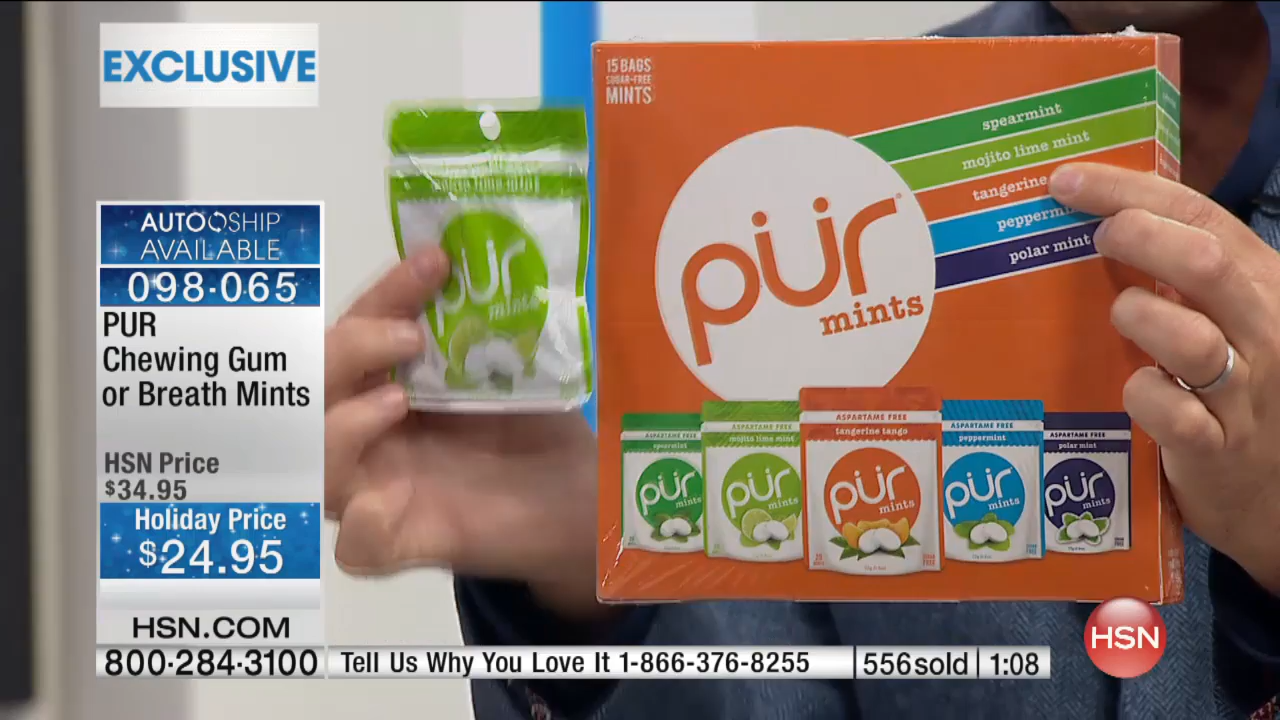 EXCLUSIVE
AUTOSHIP
AVAILABLE
098·065
PUR
Chewing Gum
or Breath Mints
HSN Price
$34.95
Holiday Price
$24.95
HSN.COM
800·284·3100
Tell Us Why You Love It 1-866-376-8255
556sold
1:08
HSN
pür
mints
15 BAGS
SUGAR-FREE
MINTS
spearmint
mojito lime mint
tangerine
polar mint
pür
mints
ASPARTAME FREE
spearmint
pür
mints
ASPARTAME FREE
mojito lime mint
pür
mints
ASPARTAME FREE
tangerine tango
pür
mints
ASPARTAME FREE
peppermint
pür
mints
ASPARTAME FREE
polar mint
pür
mints